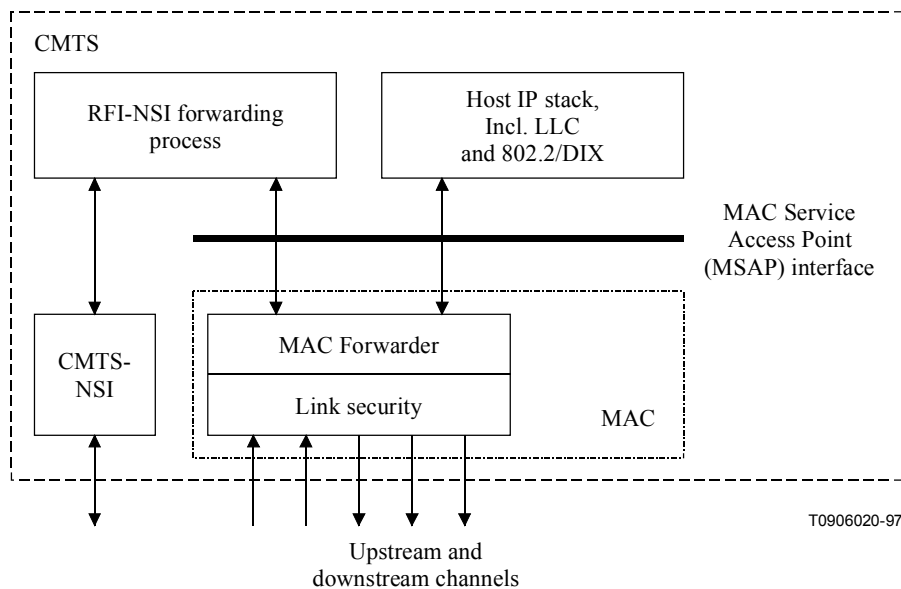 CMTS
RFI-NSI forwarding
process
Host IP stack,
Incl. LLC
and 802.2/DIX
MAC Service
Access Point
(MSAP) interface
CMTS-
NSI
MAC Forwarder
Link security
MAC
T0906020-97
Upstream and
downstream channels